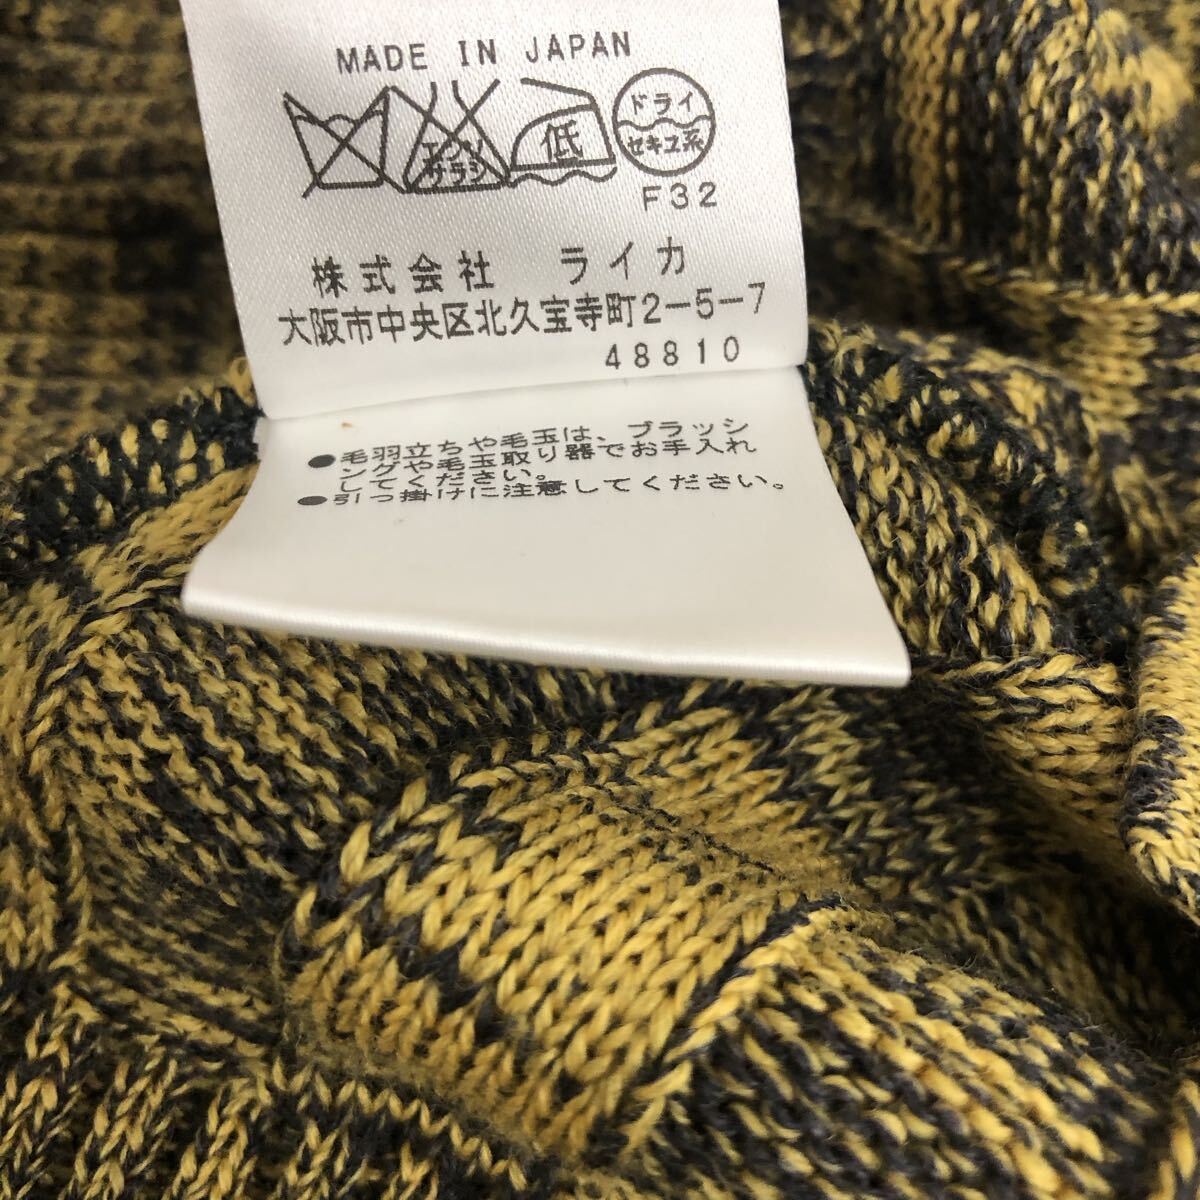 MADE IN JAPAN
エンソ
サラシ
低
ドライ
セキユ系
F32
株式会社 ライカ
大阪市中央区北久宝寺町2-5-7
48810
●毛羽立ちや毛玉は、ブラッシ
ングや毛玉取り器でお手入れ
してください。
●引っ掛けに注意してください。